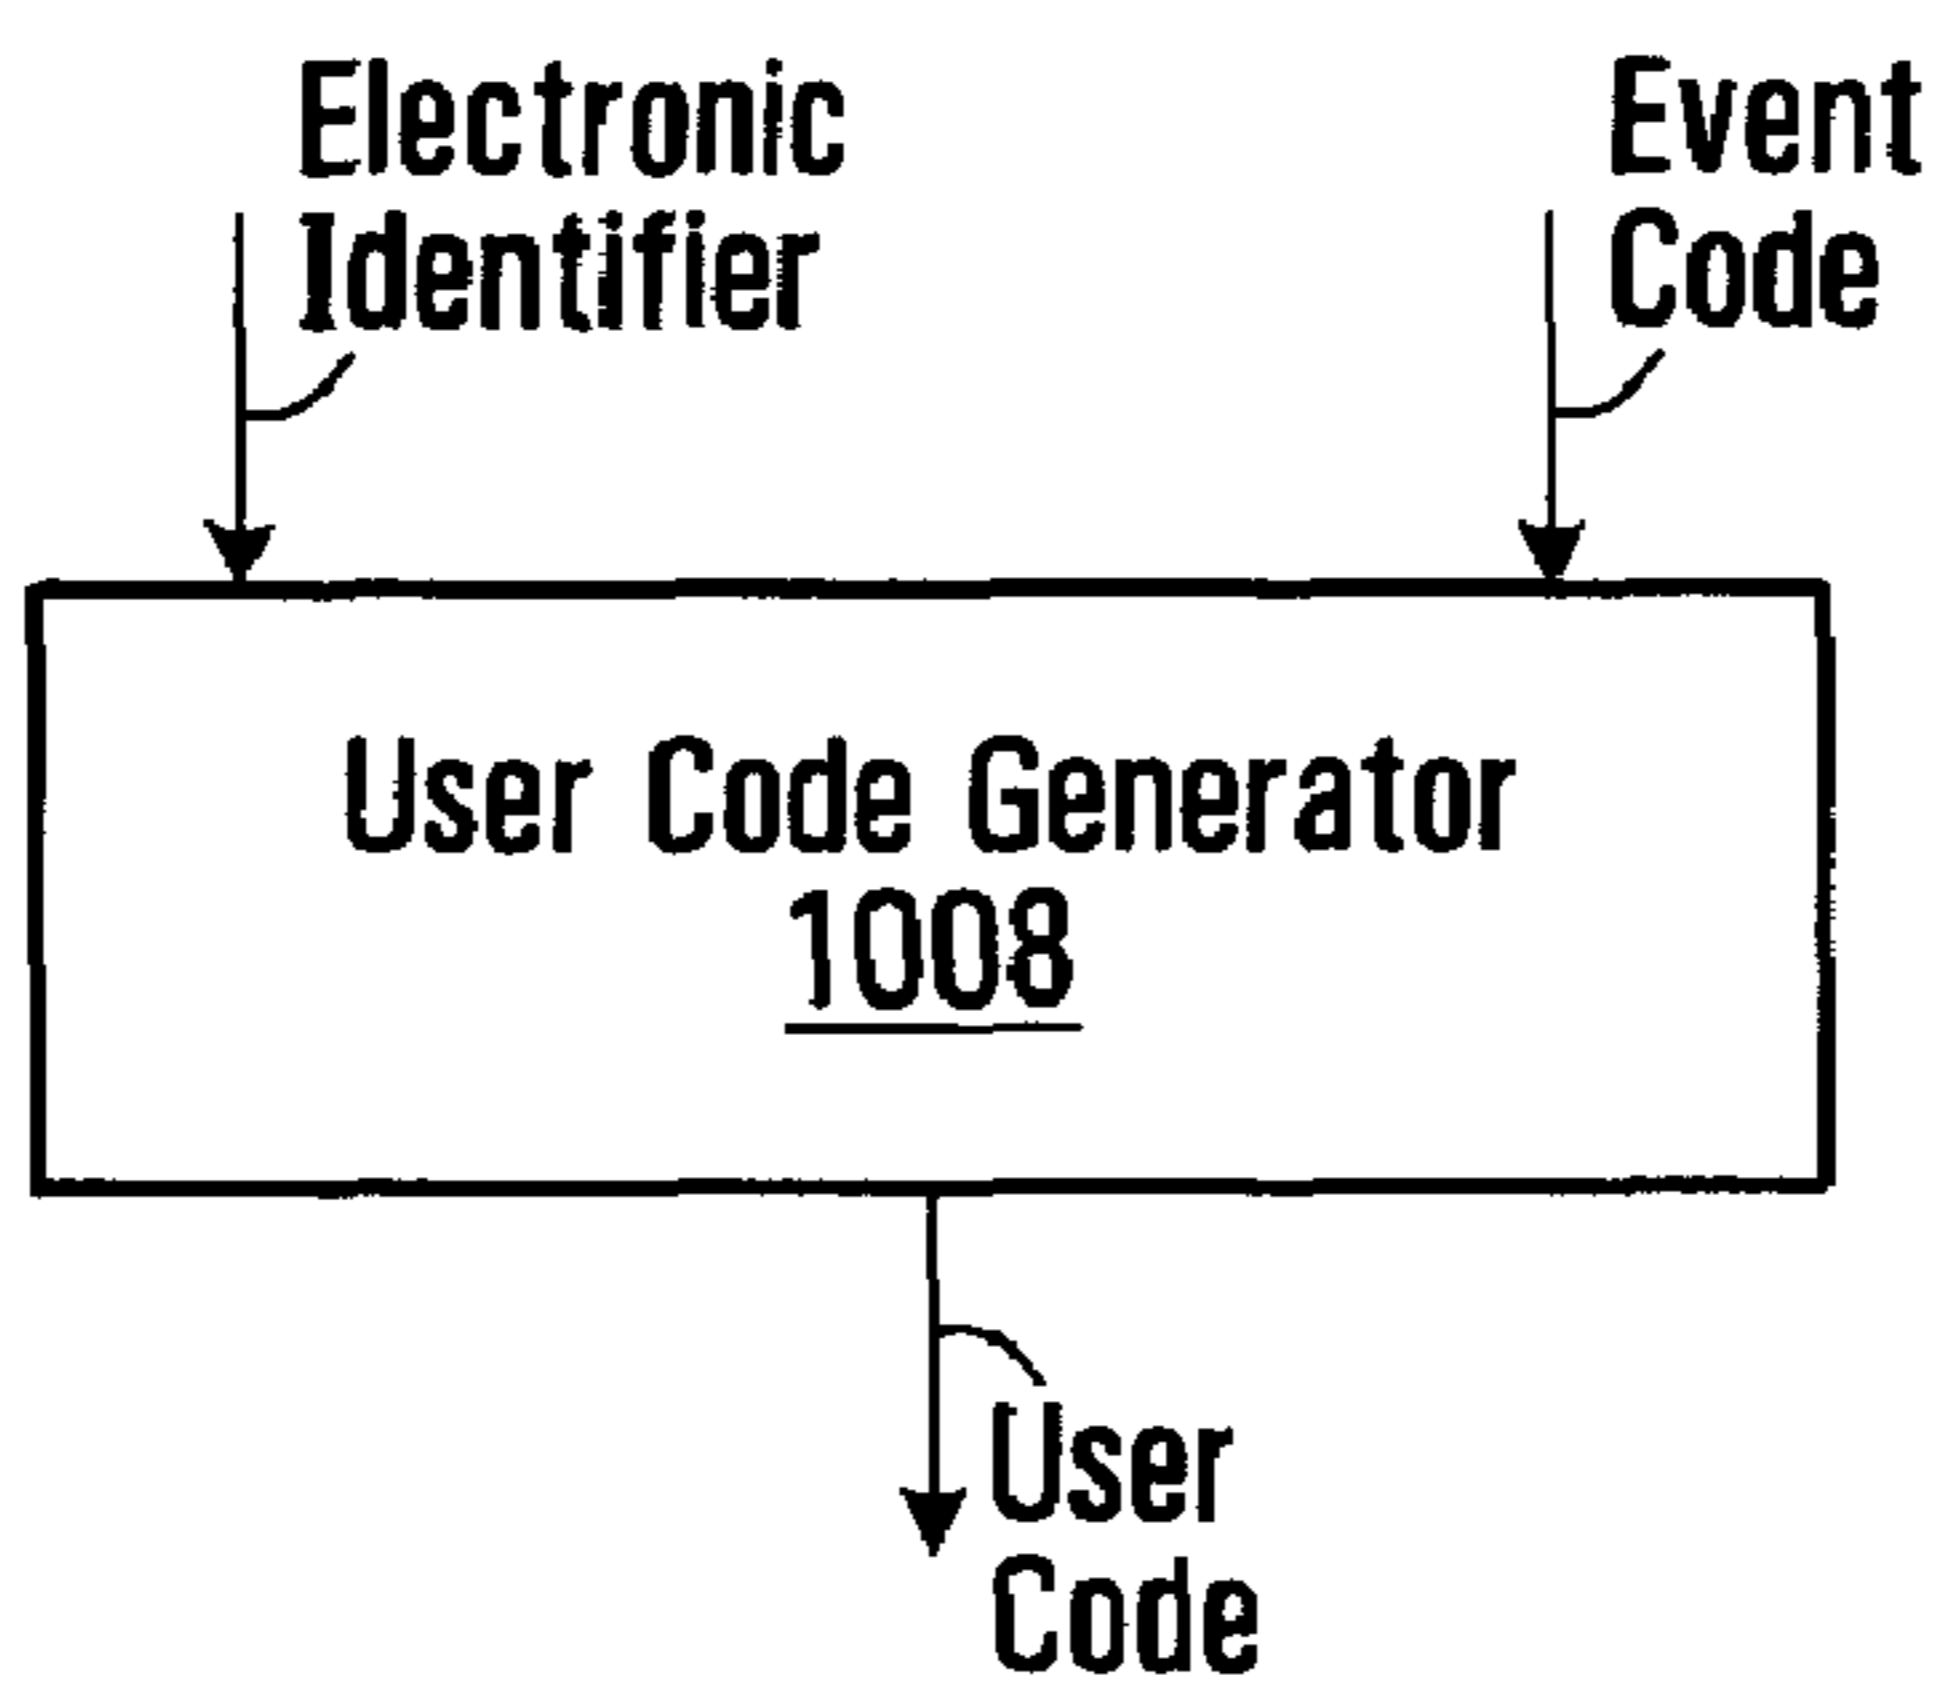 Electronic
Identifier
Event
Code
User Code Generator
1008
User
Code